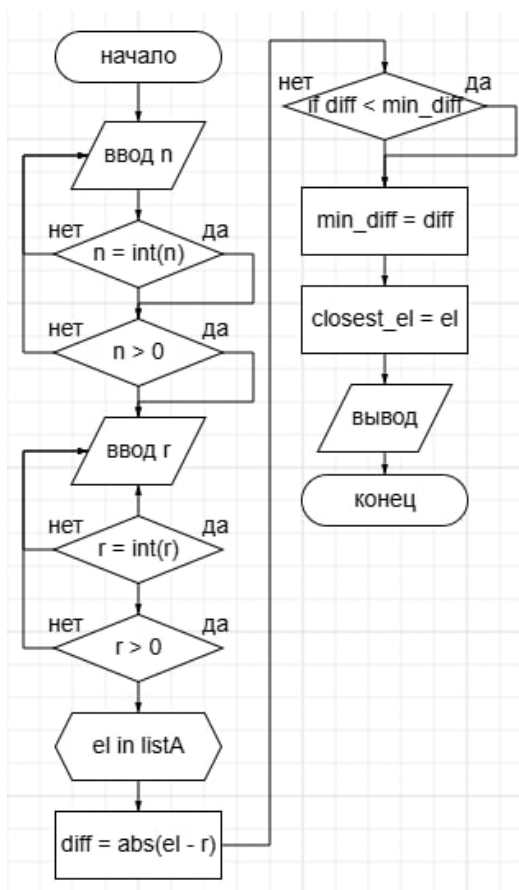 начало
ввод n
нет
да
n = int(n)
нет
да
n > 0
ввод r
нет
да
r = int(r)
нет
да
r > 0
el in listA
diff = abs(el - r)
нет
да
if diff < min_diff
min_diff = diff
closest_el = el
вывод
конец